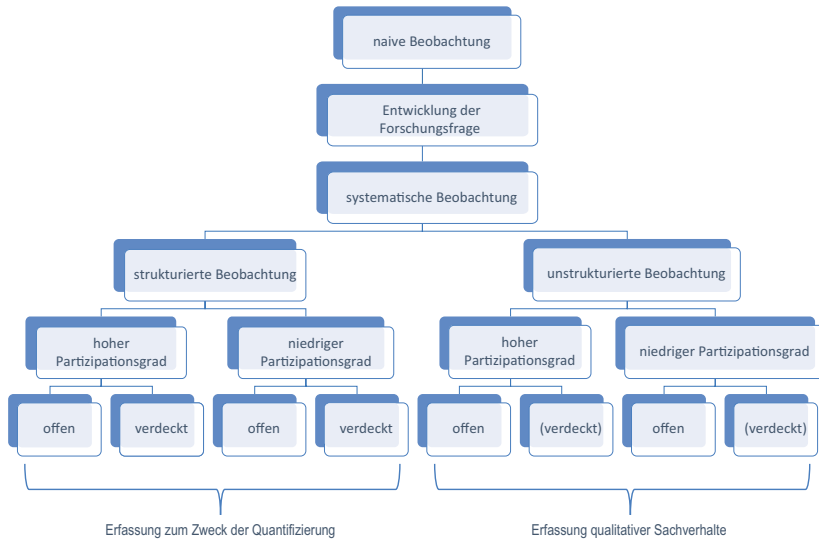 naive Beobachtung
Entwicklung der
Forschungsfrage
systematische Beobachtung
strukturierte Beobachtung
unstrukturierte Beobachtung
hoher
Partizipationsgrad
niedriger
Partizipationsgrad
hoher
Partizipationsgrad
niedriger Partizipationsgrad
offen
verdeckt
offen
verdeckt
offen
(verdeckt)
offen
(verdeckt)
Erfassung zum Zweck der Quantifizierung
Erfassung qualitativer Sachverhalte